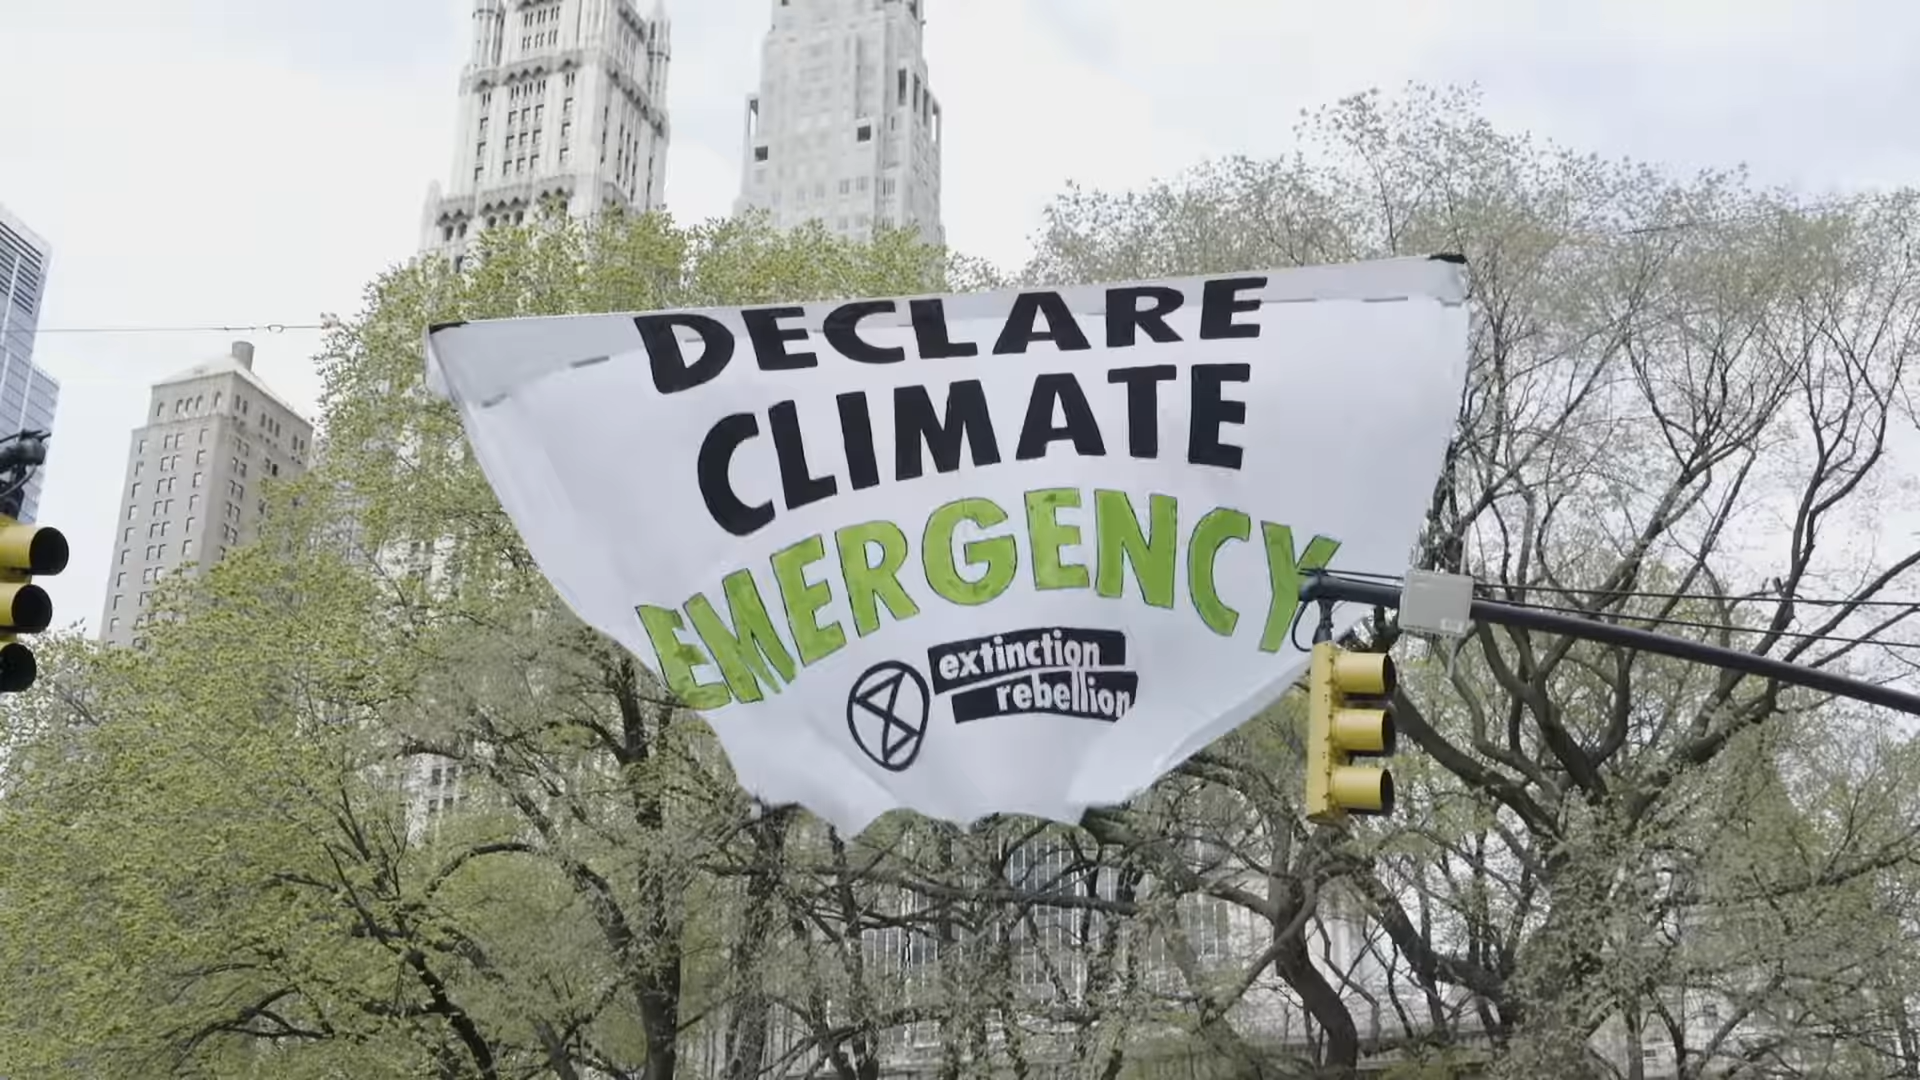 DECLARE
CLIMATE
EMERGENCY
extinction
rebellion